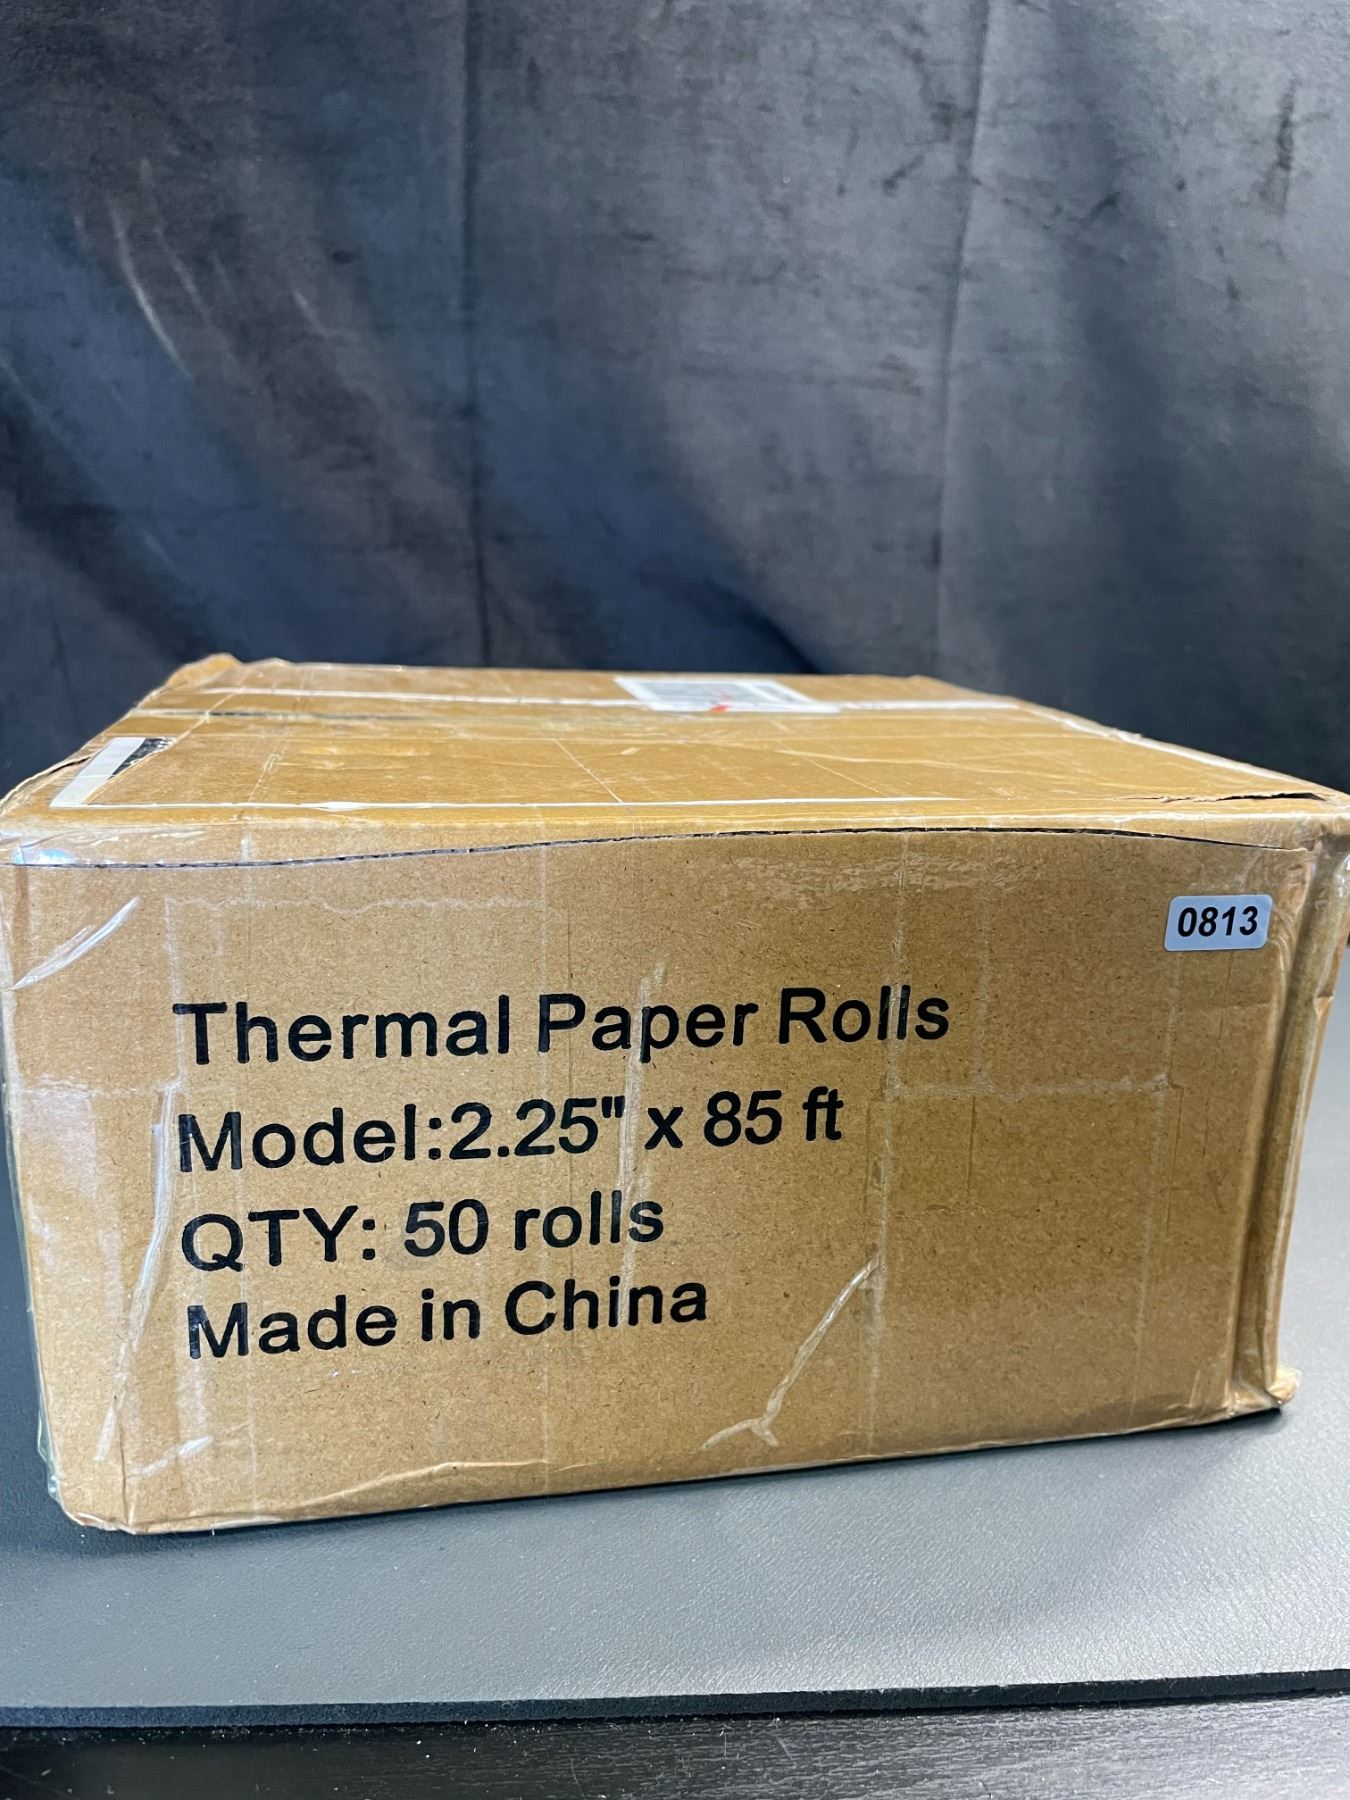 0813
Thermal Paper Rolls
Model:2.25" x 85 ft
QTY: 50 rolls
Made in China